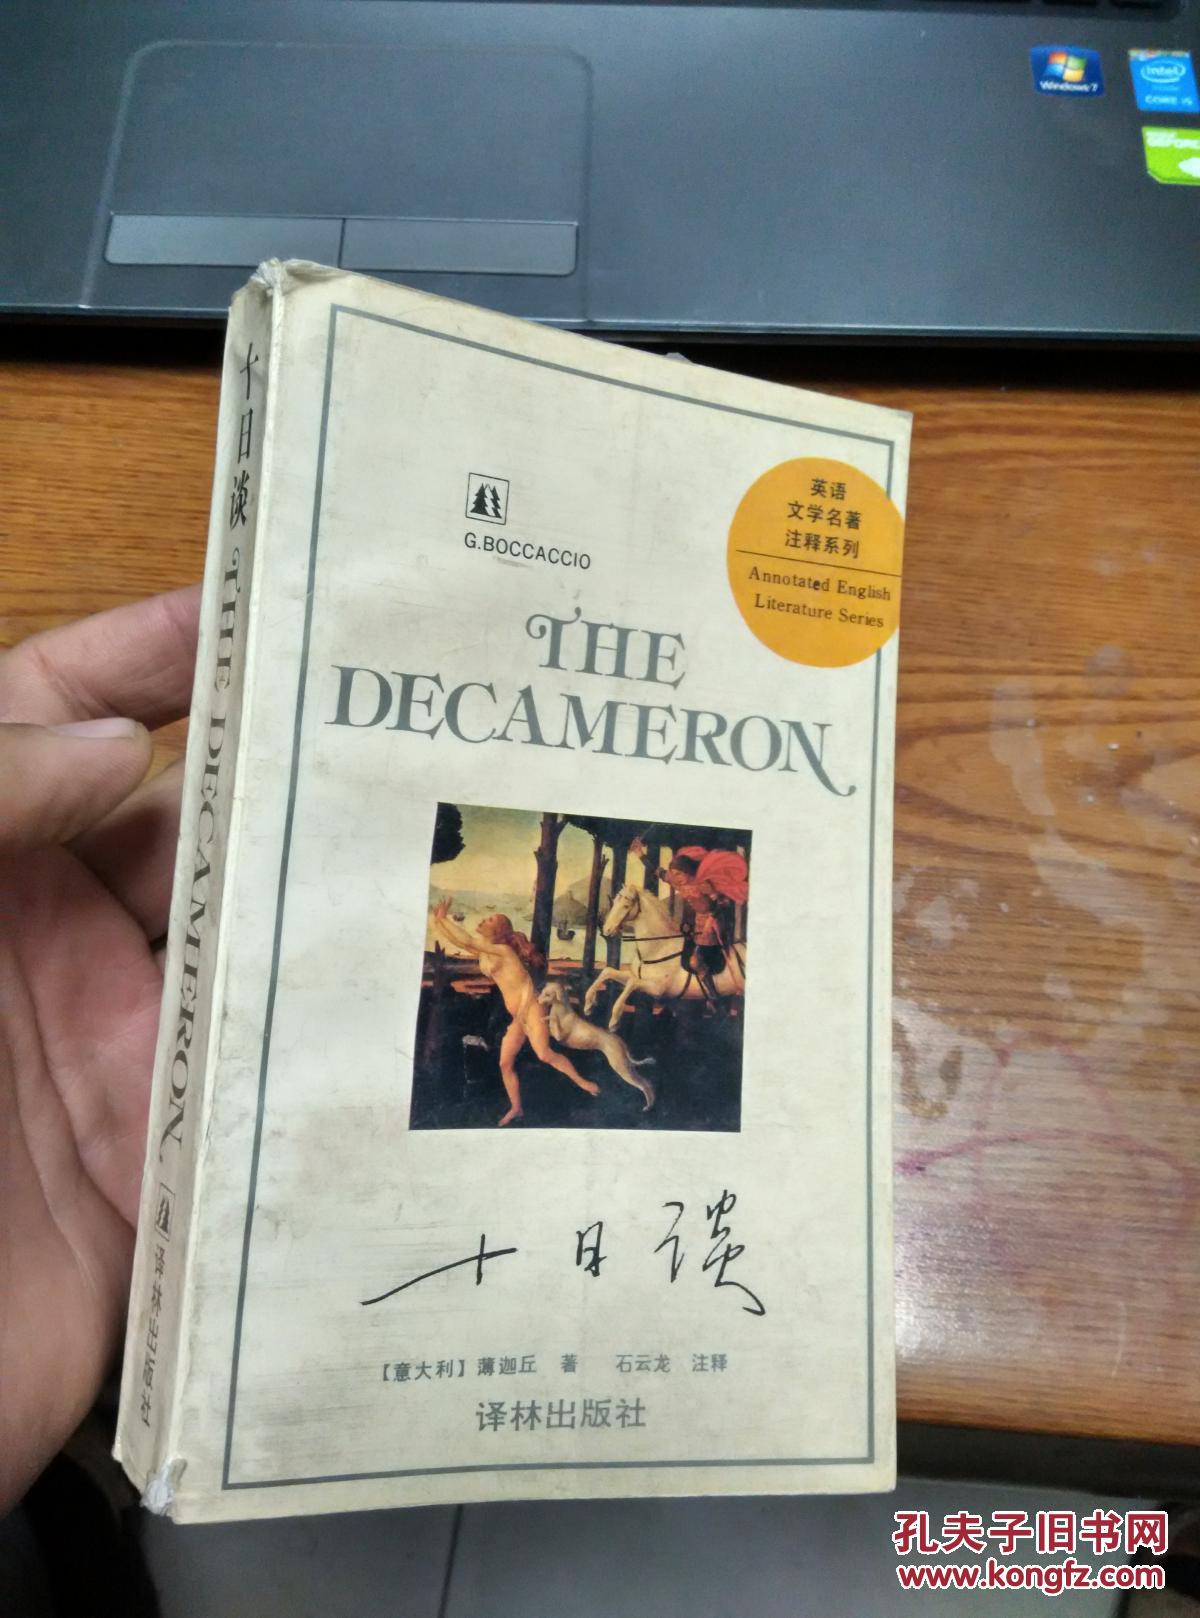 Windows 7
intel
CORE i5
GEFORC
十日谈 THE DECAMERON 译林出版社
英语
文学名著
注释系列
Annotated English
Literature Series
G.BOCCACCIO
THE
DECAMERON
十日谈
【意大利】薄迦丘 著 石云龙 注释
译林出版社
孔夫子旧书网
www.kongfz.com